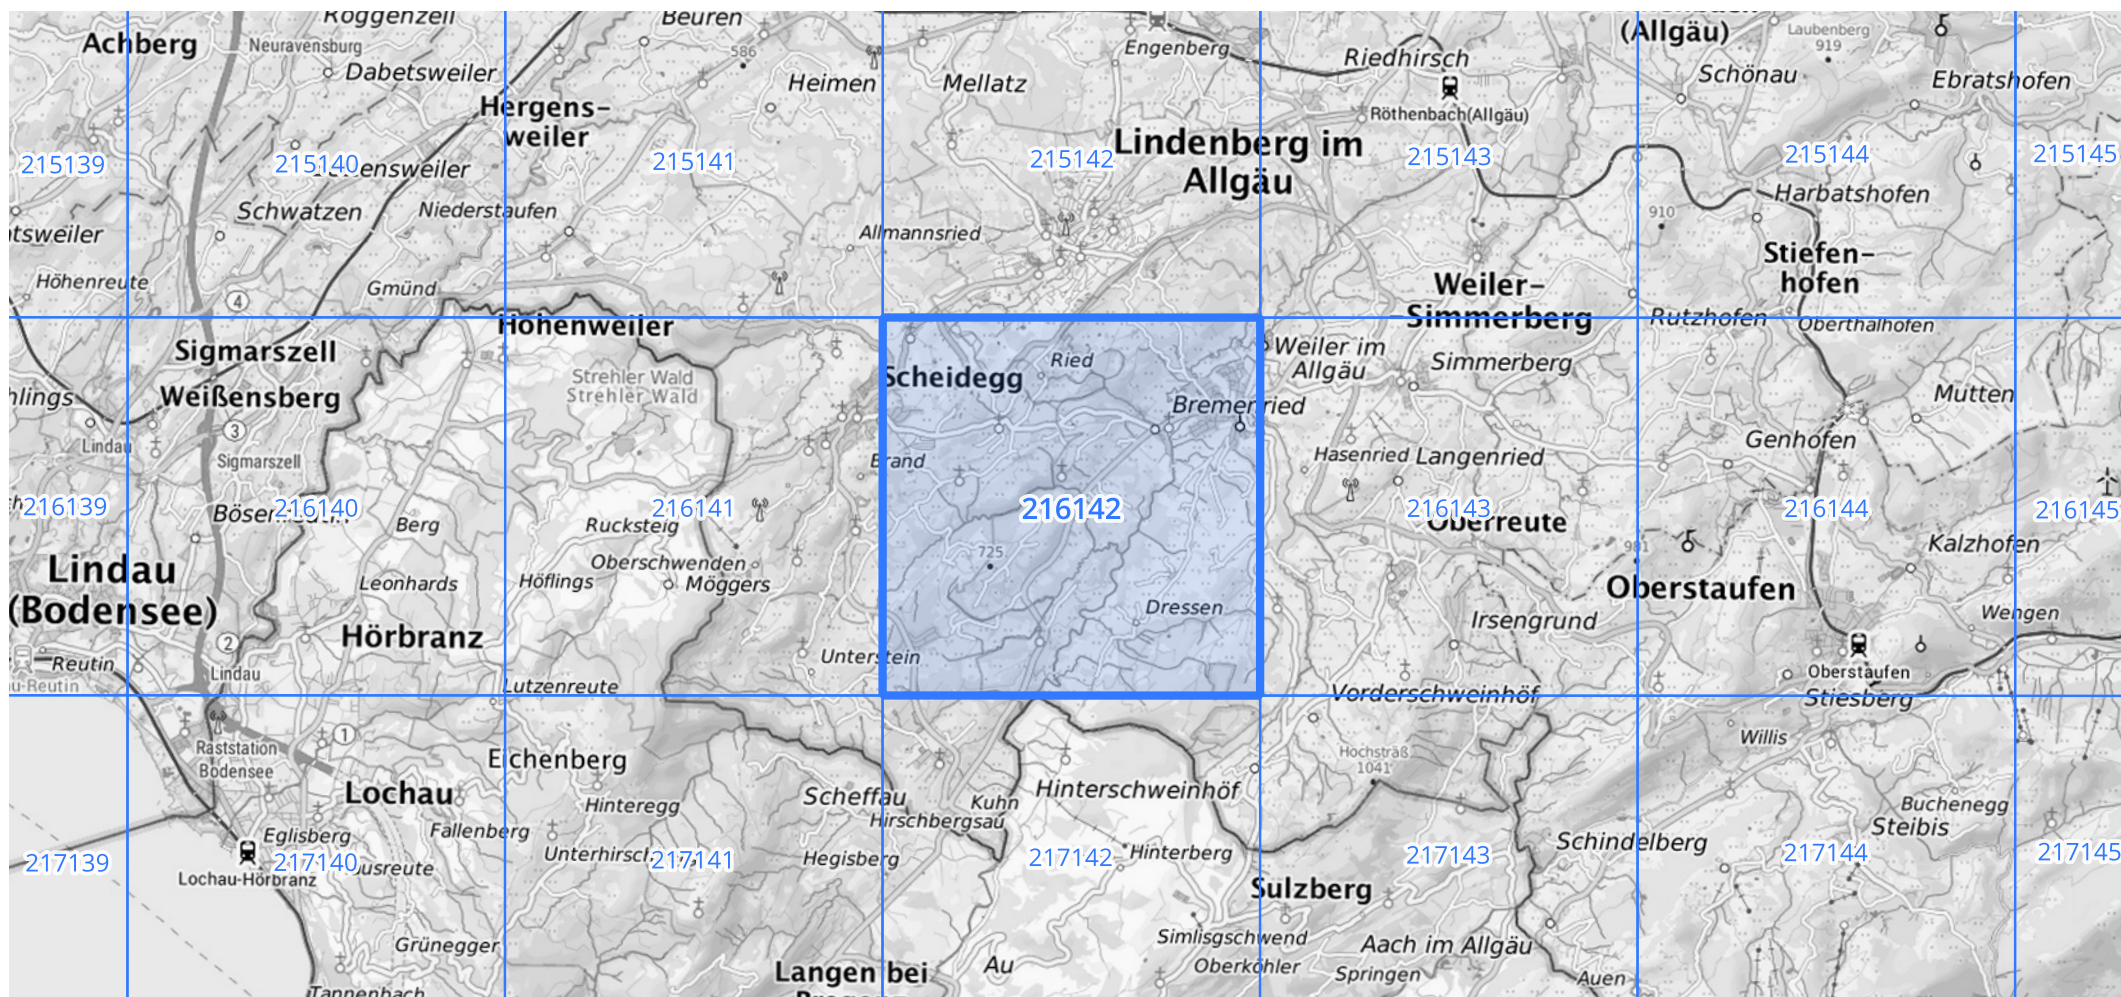 Roggenzell
Beuren
(Allgäu)
Achberg
Neuravensburg
586
Engenberg
Riedhirsch
Laubenberg
919
Dabetsweiler
Heimen
Mellatz
Schönau
Ebratshofen
Hergens-
weiler
Röthenbach(Allgäu)
Lindenberg im
Allgäu
215139
215140
215141
215142
215143
215144
215145
Schwatzen
Niederstaufen
Harbatshofen
910
Allmannsried
Höhenreute
Gmünd
4
Stiefen-
hofen
Weiler-
Simmerberg
Hohenweiler
Rutzhofen
Oberthalhofen
Sigmarszell
Weißensberg
Strehler Wald
Strehler Wald
Scheidegg
Ried
Weiler im
Allgäu
Simmerberg
Mutten
Bremenried
3
Lindau
Sigmarszell
Brand
Hasenried
Langenried
Genhofen
216139
216140
216141
216142
216143
216144
216145
Berg
Rucksteig
Oberreute
Oberschwenden
Möggers
725
981
Kalzhofen
Lindau
(Bodensee)
Leonhards
Höflings
Dressen
Oberstaufen
Wengen
Hörbranz
2
Irsengrund
Reutin
Lindau
Unterstein
Oberstaufen
Lutzenreute
Vorderschweinhöf
Stiesberg
1
Raststation
Bodensee
Eichenberg
Hochsträß
1041
Willis
Lochau
Hinteregg
Scheffau
Kuhn
Hirschbergsau
Hinterschweinhöf
Buchenegg
Steibis
Eglisberg
Fallenberg
Hegisberg
Hinterberg
Schindelberg
217139
217140
217141
217142
217143
217144
217145
Lochau-Hörbranz
Sulzberg
Grünegger
Simlisgschwend
Aach im Allgäu
Langen bei
Au
Oberköhler
Springen
Auen
Tannenbach